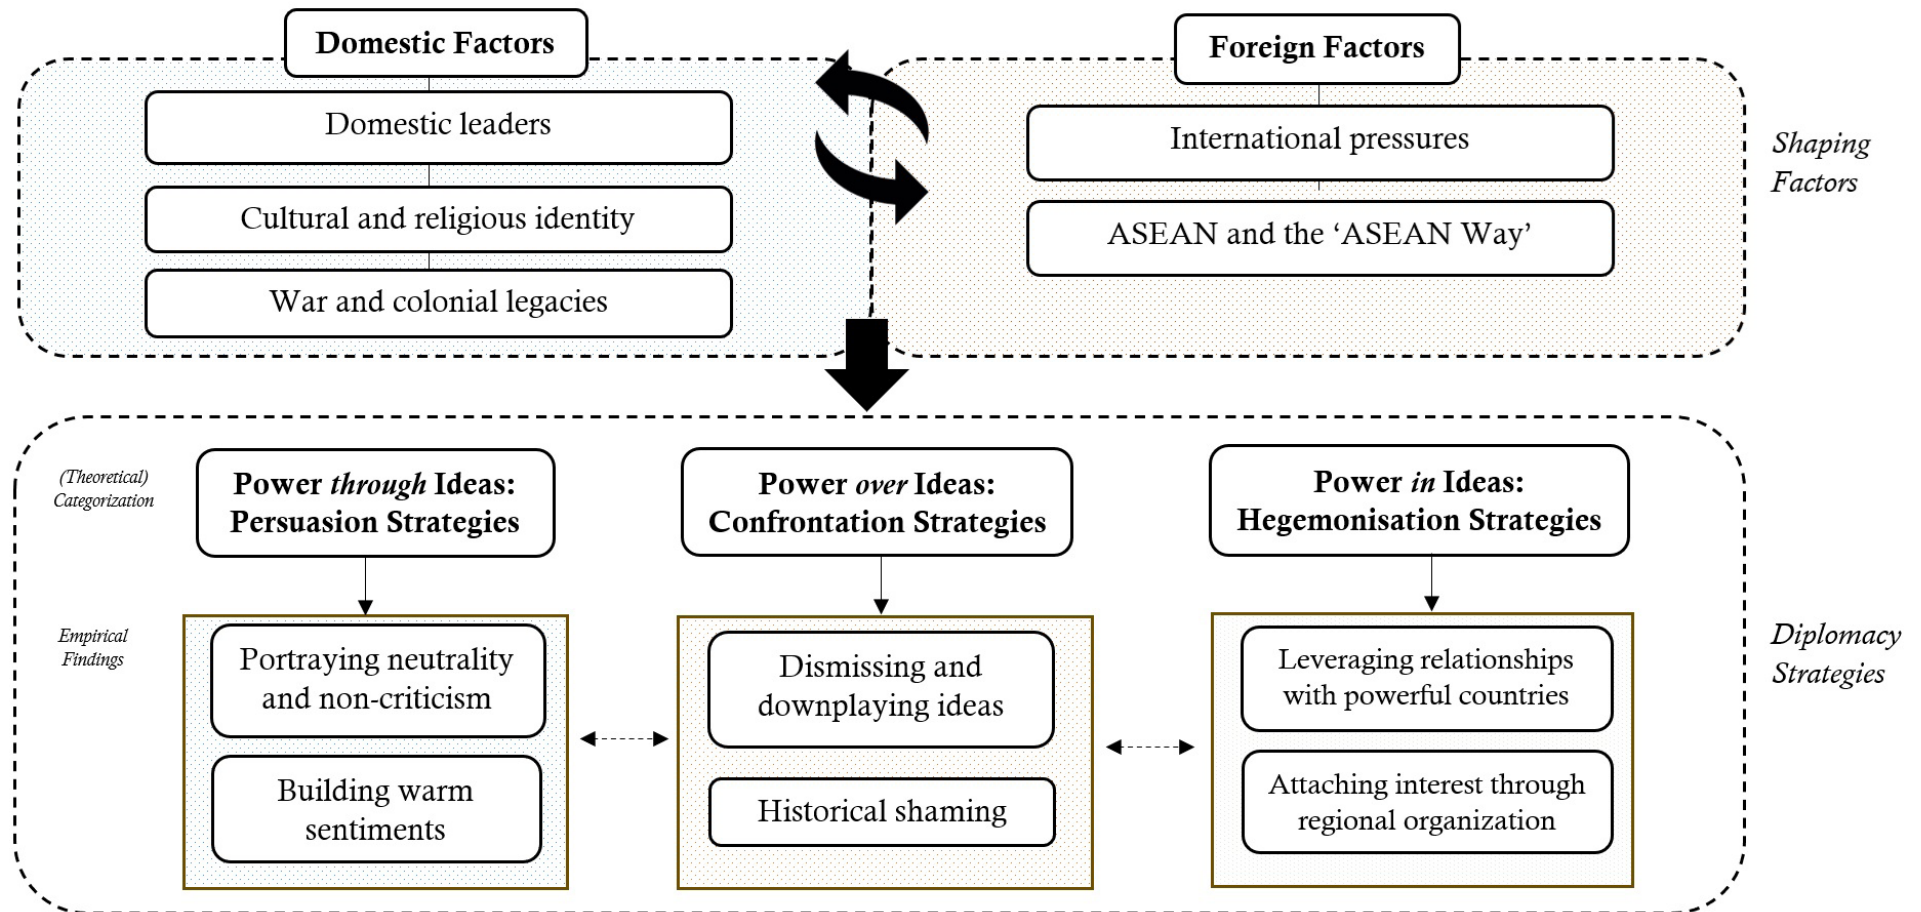 Domestic Factors
Domestic leaders
Cultural and religious identity
War and colonial legacies
Foreign Factors
International pressures
ASEAN and the ‘ASEAN Way’
Shaping
Factors
(Theoretical)
Categorization
Power through Ideas:
Persuasion Strategies
Power over Ideas:
Confrontation Strategies
Power in Ideas:
Hegemonisation Strategies
Empirical
Findings
Portraying neutrality
and non-criticism
Building warm
sentiments
Dismissing and
downplaying ideas
Historical shaming
Leveraging relationships
with powerful countries
Attaching interest through
regional organization
Diplomacy
Strategies